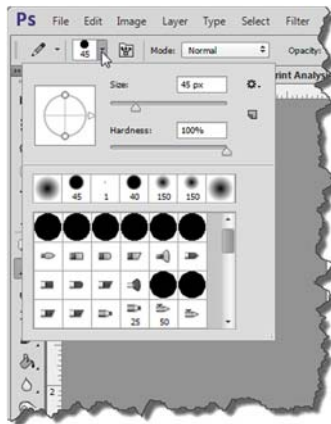 Ps File Edit Image Layer Type Select Filter
45 Mode: Normal Opacity:
rint Analys
Size: 45 px
Hardness: 100%
45 1 40 150 150
25 50
2